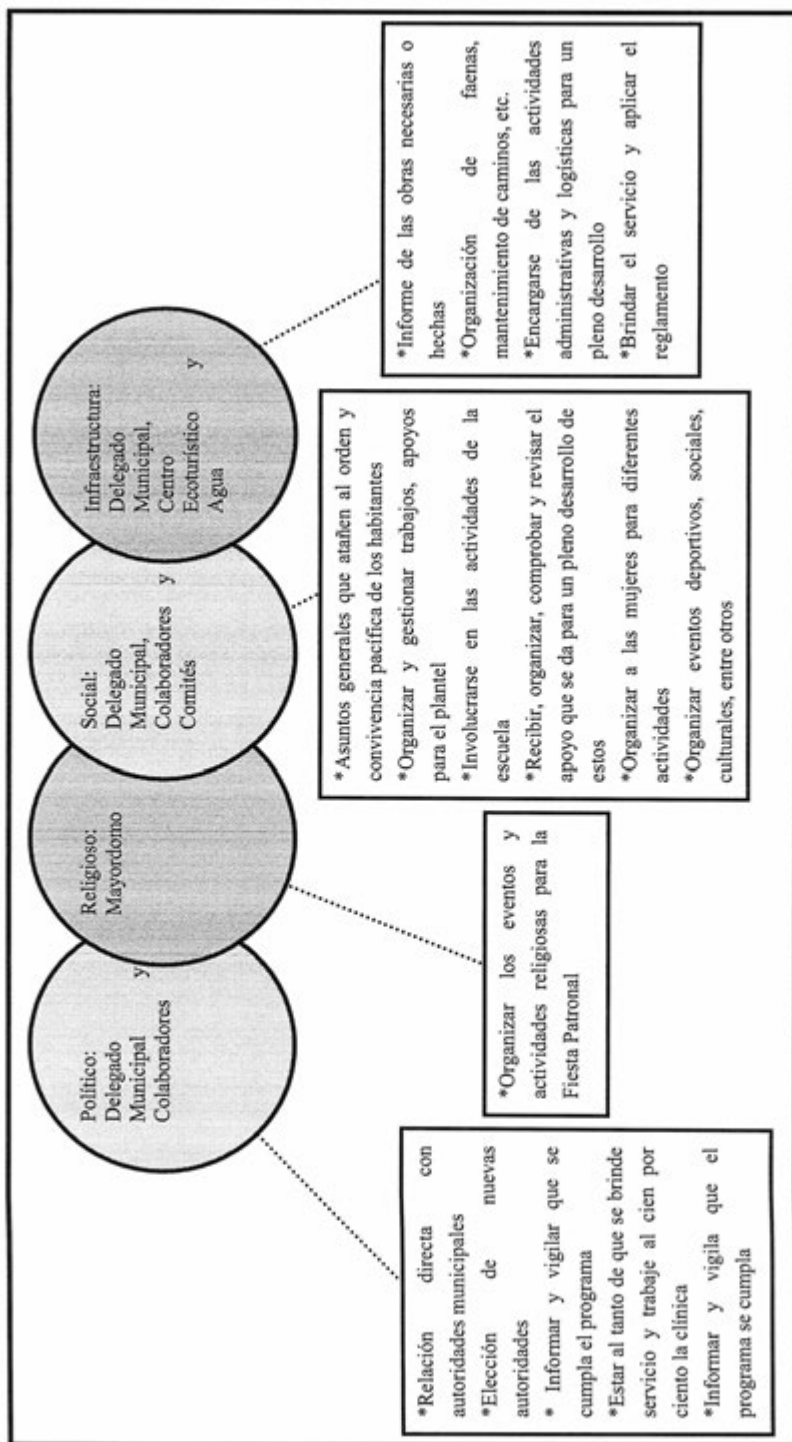 Político:
Delegado
Municipal y
Colaboradores
Religioso:
Mayordomo
Social:
Delegado
Municipal,
Colaboradores y
Comités
Infraestructura:
Delegado
Municipal,
Centro
Ecoturístico y
Agua
*Relación directa con
autoridades municipales
*Elección de nuevas
autoridades
* Informar y vigilar que se
cumpla el programa
*Estar al tanto de que se brinde
servicio y trabaje al cien por
ciento la clínica
*Informar y vigila que el
programa se cumpla
*Organizar los eventos y
actividades religiosas para la
Fiesta Patronal
*Asuntos generales que atañen al orden y
convivencia pacífica de los habitantes
*Organizar y gestionar trabajos, apoyos
para el plantel
*Involucrarse en las actividades de la
escuela
*Recibir, organizar, comprobar y revisar el
apoyo que se da para un pleno desarrollo de
estos
*Organizar a las mujeres para diferentes
actividades
*Organizar eventos deportivos, sociales,
culturales, entre otros
*Informe de las obras necesarias o
hechas
*Organización de faenas,
mantenimiento de caminos, etc.
*Encargarse de las actividades
administrativas y logísticas para un
pleno desarrollo
*Brindar el servicio y aplicar el
reglamento